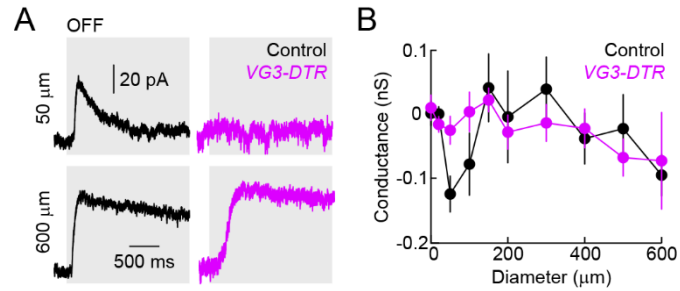 A
OFF
Control
VG3-DTR
50 μm
20 pA
600 μm
500 ms
B
Control
VG3-DTR
Conductance (nS)
0.1
0
-0.1
-0.2
0 200 400 600
Diameter (μm)